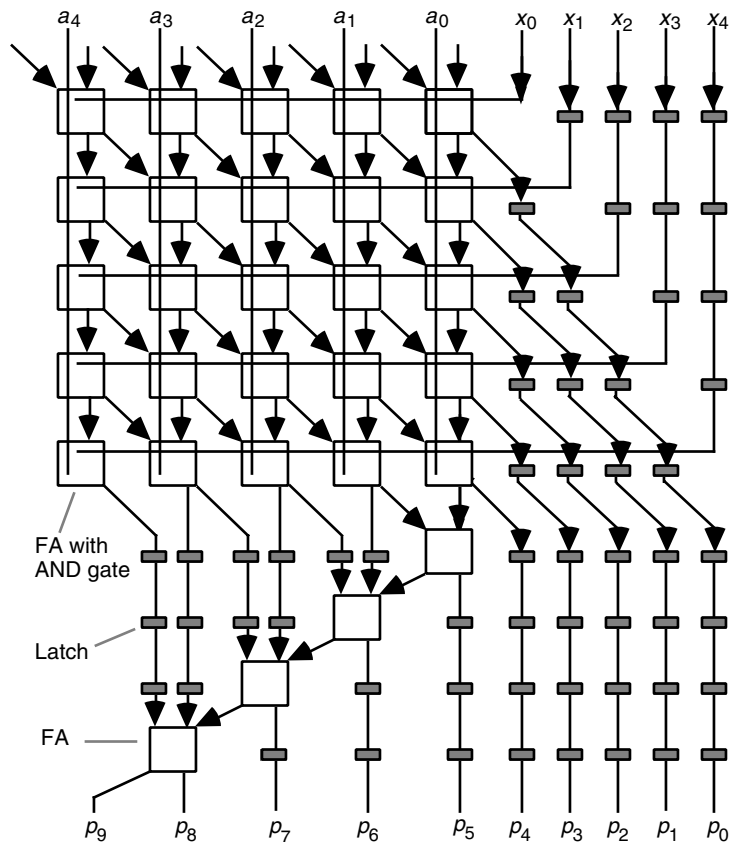 a4 a3 a2 a1 a0 x0 x1 x2 x3 x4
FA with
AND gate
Latch
FA
p9 p8 p7 p6 p5 p4 p3 p2 p1 p0